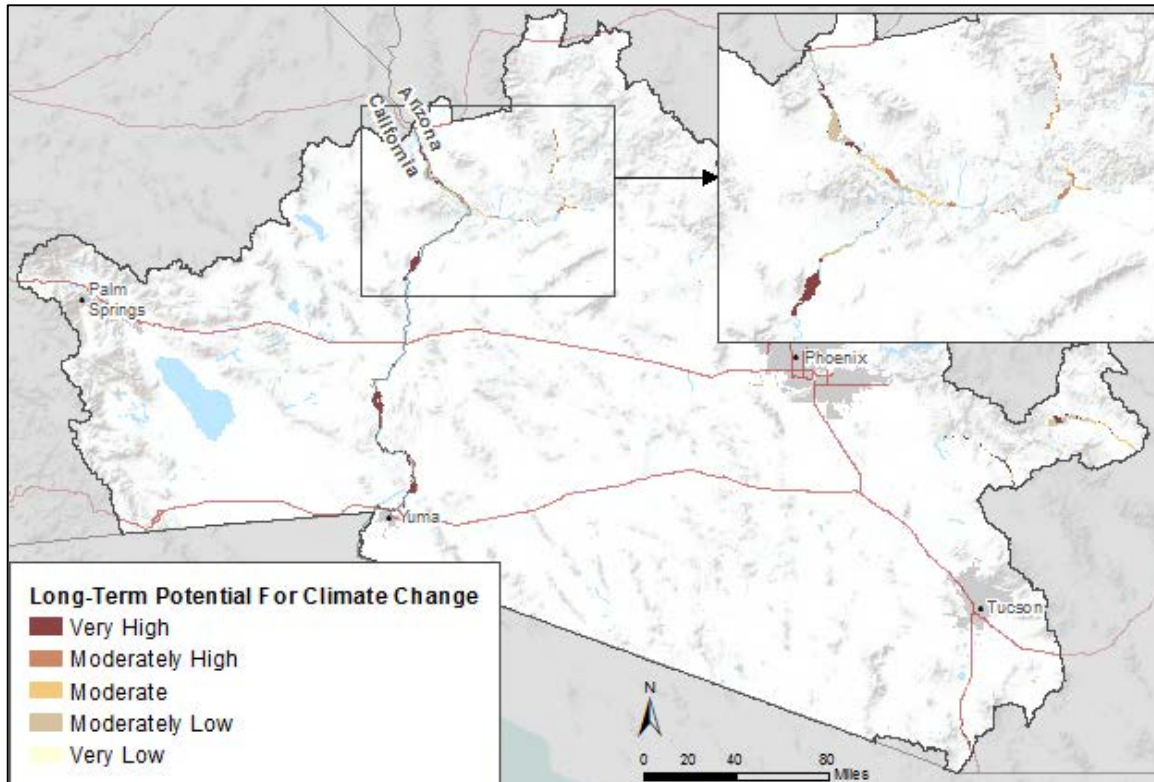 Arizona
California
Palm
Springs
Phoenix
Yuma
Tucson
Long-Term Potential For Climate Change
Very High
Moderately High
Moderate
Moderately Low
Very Low
N
0 20 40 80
Miles